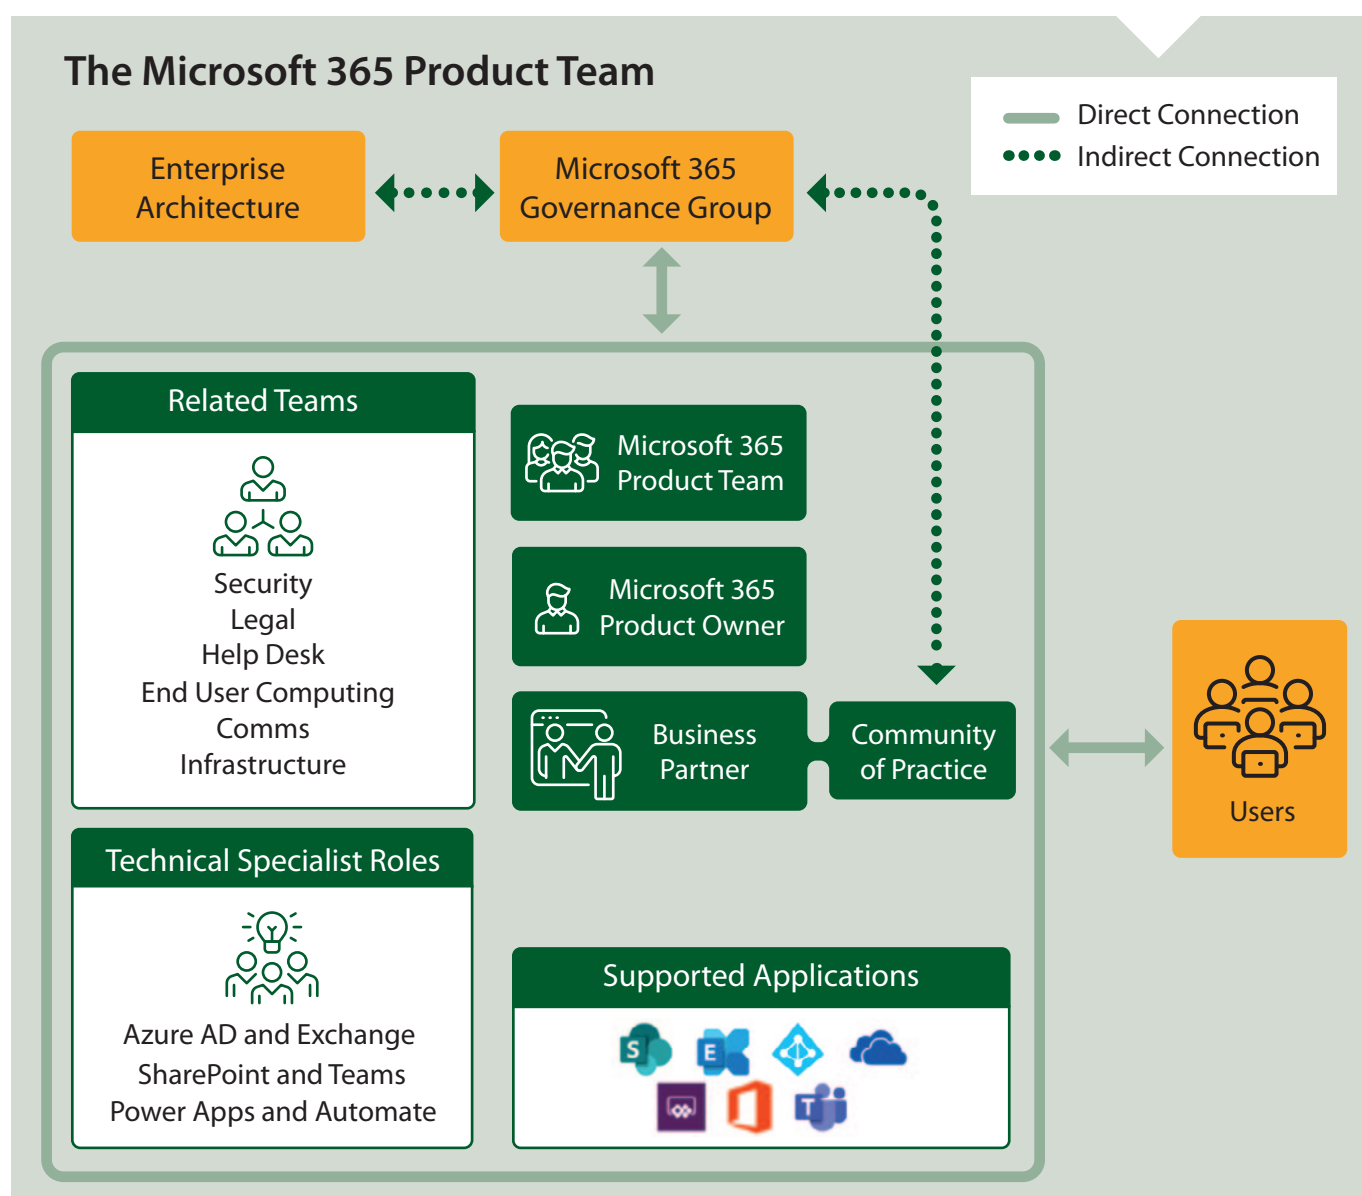 The Microsoft 365 Product Team
Direct Connection
Indirect Connection
Enterprise
Architecture
Microsoft 365
Governance Group
Related Teams
Security
Legal
Help Desk
End User Computing
Comms
Infrastructure
Microsoft 365
Product Team
Microsoft 365
Product Owner
Business
Partner
Community
of Practice
Users
Technical Specialist Roles
Azure AD and Exchange
SharePoint and Teams
Power Apps and Automate
Supported Applications
S
E
T